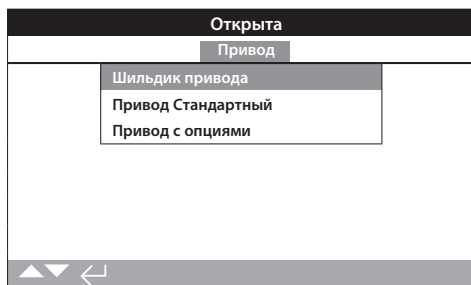 Открыта
Привод
Шильдик привода
Привод Стандартный
Привод с опциями